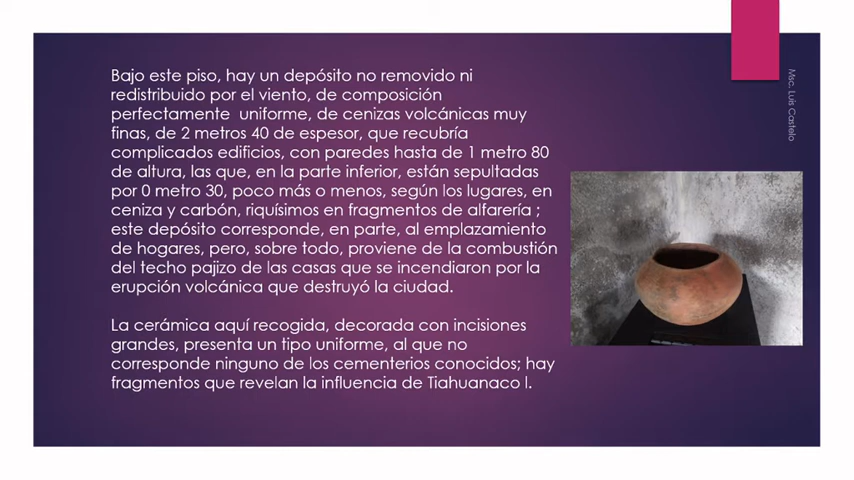 Bajo este piso, hay un depósito no removido ni
redistribuido por el viento, de composición
perfectamente uniforme, de cenizas volcánicas muy
finas, de 2 metros 40 de espesor, que recubría
complicados edificios, con paredes hasta de 1 metro 80
de altura, las que, en la parte inferior, están sepultadas
por 0 metro 30, poco más o menos, según los lugares, en
ceniza y carbón, riquísimos en fragmentos de alfarería ;
este depósito corresponde, en parte, al emplazamiento
de hogares, pero, sobre todo, proviene de la combustión
del techo pajizo de las casas que se incendiaron por la
erupción volcánica que destruyó la ciudad.
La cerámica aquí recogida, decorada con incisiones
grandes, presenta un tipo uniforme, al que no
corresponde ninguno de los cementerios conocidos; hay
fragmentos que revelan la influencia de Tiahuanaco I.
Msc. Luis Castelo